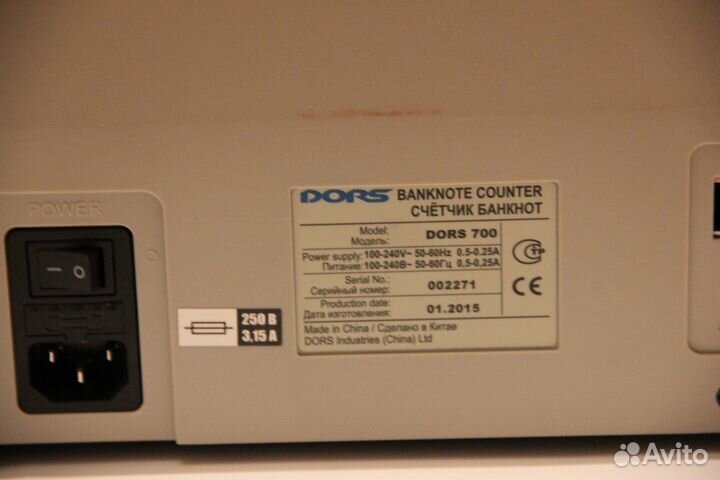 POWER
DORS BANKNOTE COUNTER
СЧЁТЧИК БАНКНОТ
Model:
Модель: DORS 700
Power supply: 100-240V~ 50-60Hz 0.5-0.25A
Питание: 100-240В~ 50-60Гц 0,5-0,25А
Serial No.:
Серийный номер: 002271
Production date:
Дата изготовления: 01.2015
Made in China / Сделано в Китае
DORS Industries (China) Ltd
СТР
CE
250 В
3,15 А
Avito